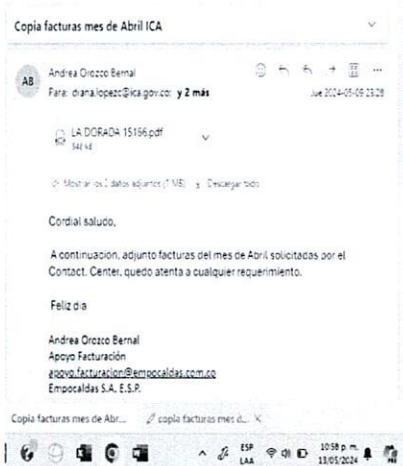 Copia facturas mes de Abril ICA
AB
Andrea Orozco Bernal
Para: diana.lopezc@ica.gov.co; y 2 más
Jue 2024-05-09 23:28
LA DORADA 15166.pdf
Mostrar los 2 datos adjuntos (1 MB) Descargar todo
Cordial saludo,
A continuación, adjunto facturas del mes de Abril solicitadas por el
Contact. Center, quedo atenta a cualquier requerimiento.
Feliz dia
Andrea Orozco Bernal
Apoyo Facturación
apoyo.facturacion@empocaldas.com.co
Empocaldas S.A. E.S.P.
Copia facturas mes de Abr...
copia facturas mes d...
ESP
LAA
10:58 p. m.
13/05/2024